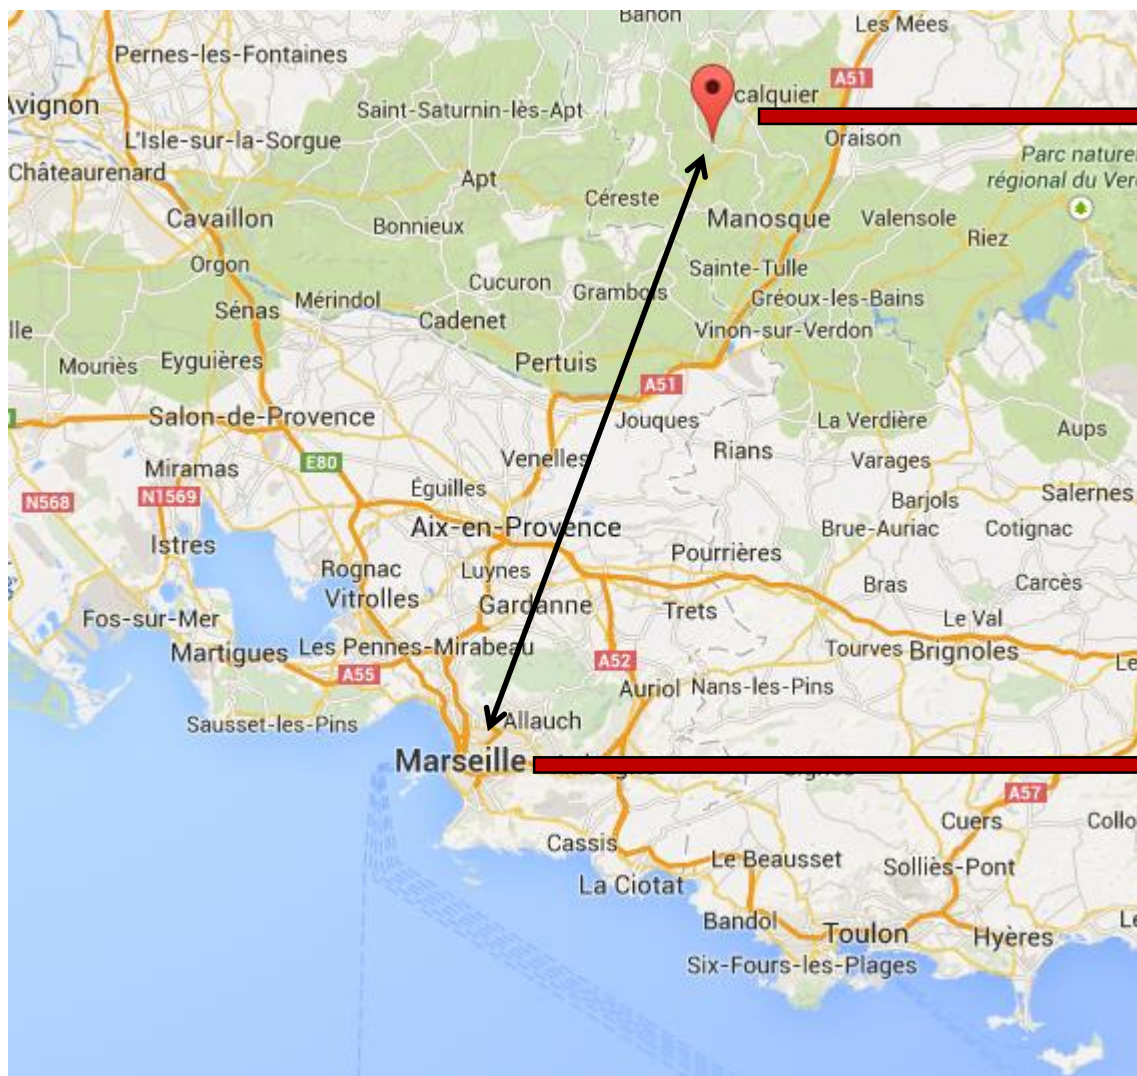 Banon
Les Mées
Pernes-les-Fontaines
A51
calquier
Avignon
Saint-Saturnin-lès-Apt
L'Isle-sur-la-Sorgue
Oraison
Parc nature
régional du Verd
Châteaurenard
Apt
Céreste
Cavaillon
Bonnieux
Manosque
Valensole
Riez
Orgon
Sainte-Tulle
Cucuron
Grambois
Gréoux-les-Bains
Mérindol
Sénas
Cadenet
Vinon-sur-Verdon
lle
Mouriès
Eyguières
Pertuis
A51
Salon-de-Provence
Jouques
La Verdière
Aups
Venelles
Rians
Varages
E80
Miramas
Éguilles
N568
N1569
Barjols
Salernes
Aix-en-Provence
Brue-Auriac
Cotignac
Istres
Pourrières
Rognac
Luynes
Bras
Carcès
Vitrolles
Gardanne
Trets
Fos-sur-Mer
Le Val
Martigues
Les Pennes-Mirabeau
Tourves
Brignoles
Le
A55
A52
Auriol
Nans-les-Pins
Sausset-les-Pins
Allauch
Marseille
A57
Cuers
Collo
Cassis
Le Beausset
Solliès-Pont
La Ciotat
Bandol
Toulon
Hyères
Six-Fours-les-Plages